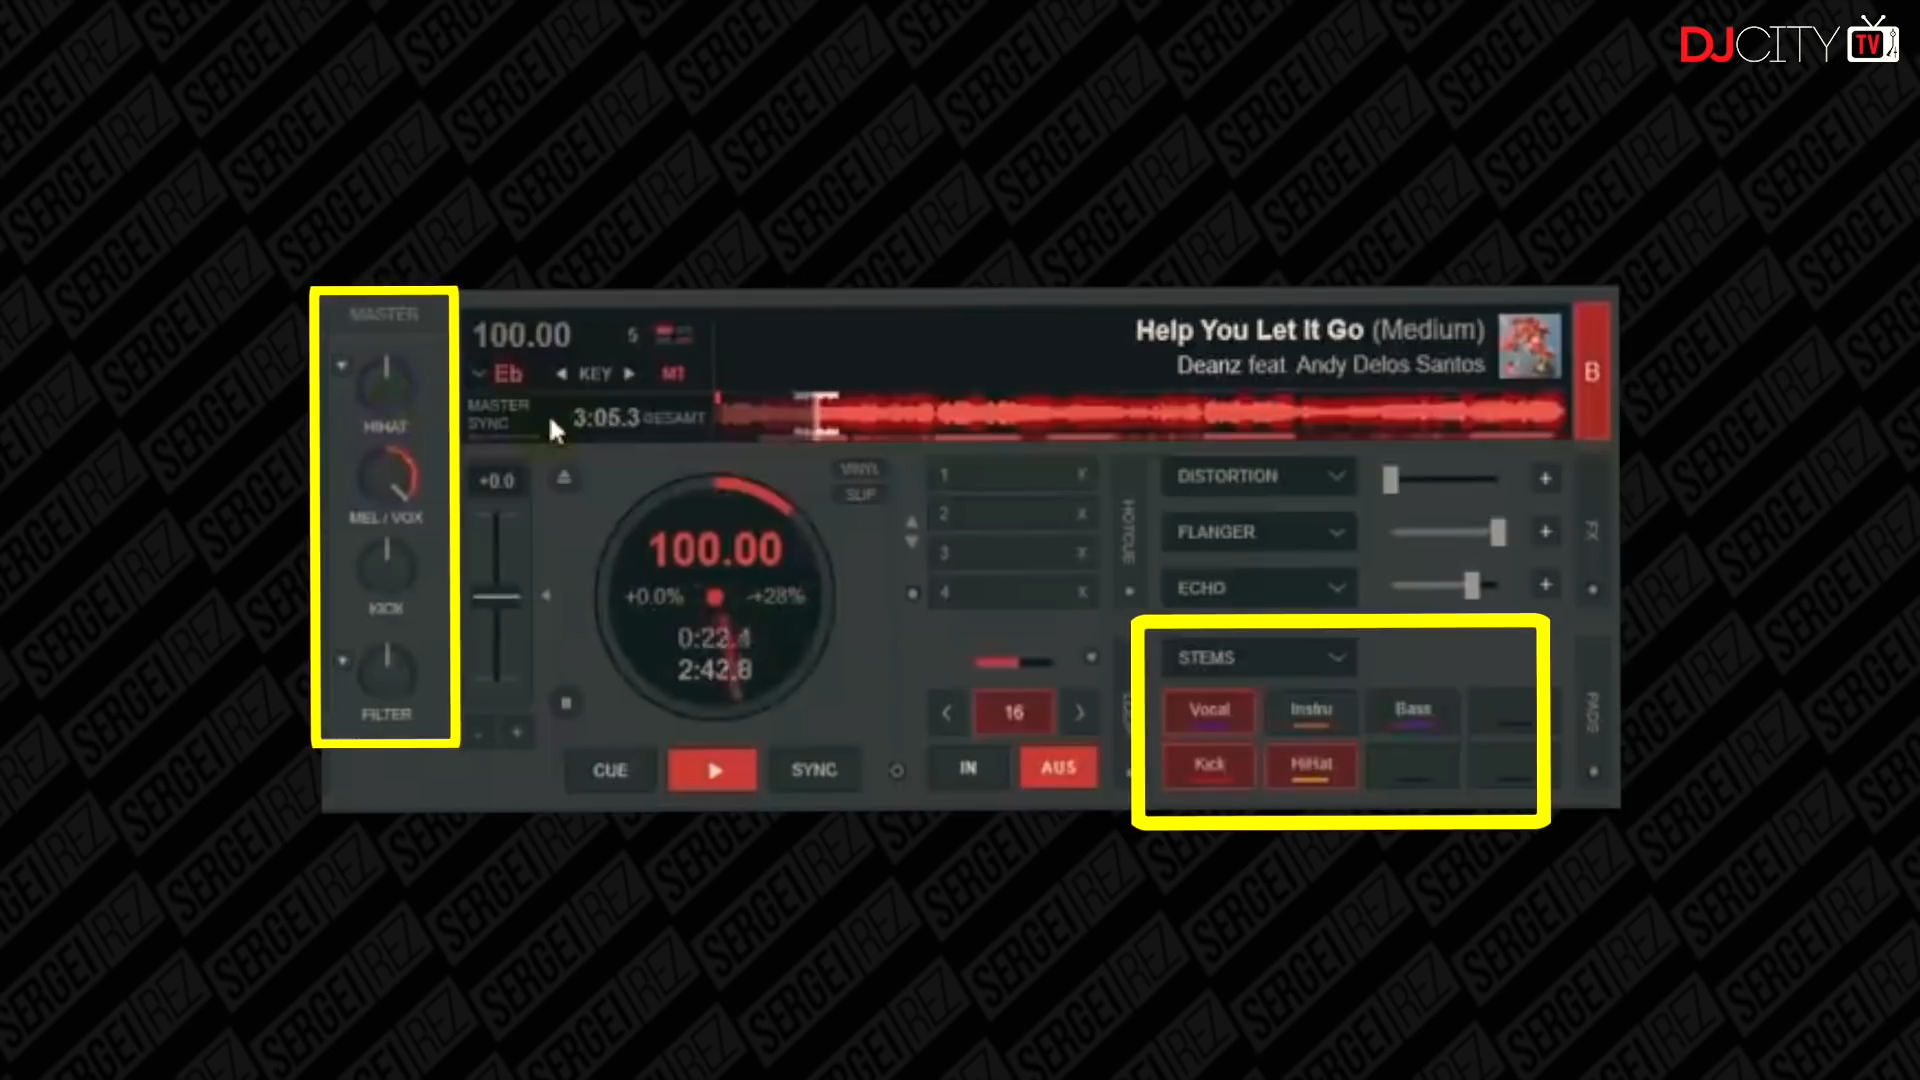 DJCITY TV
MASTER
HIHAT
MEL / VOX
KICK
FILTER
100.00
5
Eb
KEY
MT
MASTER
SYNC
3:05.3 GESAMT
Help You Let It Go (Medium)
Deanz feat. Andy Delos Santos
B
+0.0
VINYL
SLIP
100.00
+0.0%
+28%
0:22.4
2:42.8
- +
CUE
SYNC
1 X
2 X
3 X
4 X
HOTCUE
16
IN
AUS
DISTORTION +
FLANGER +
ECHO +
FX
STEMS
Vocal Instru Bass
Kick HiHat
PADS
SERGEI REZ